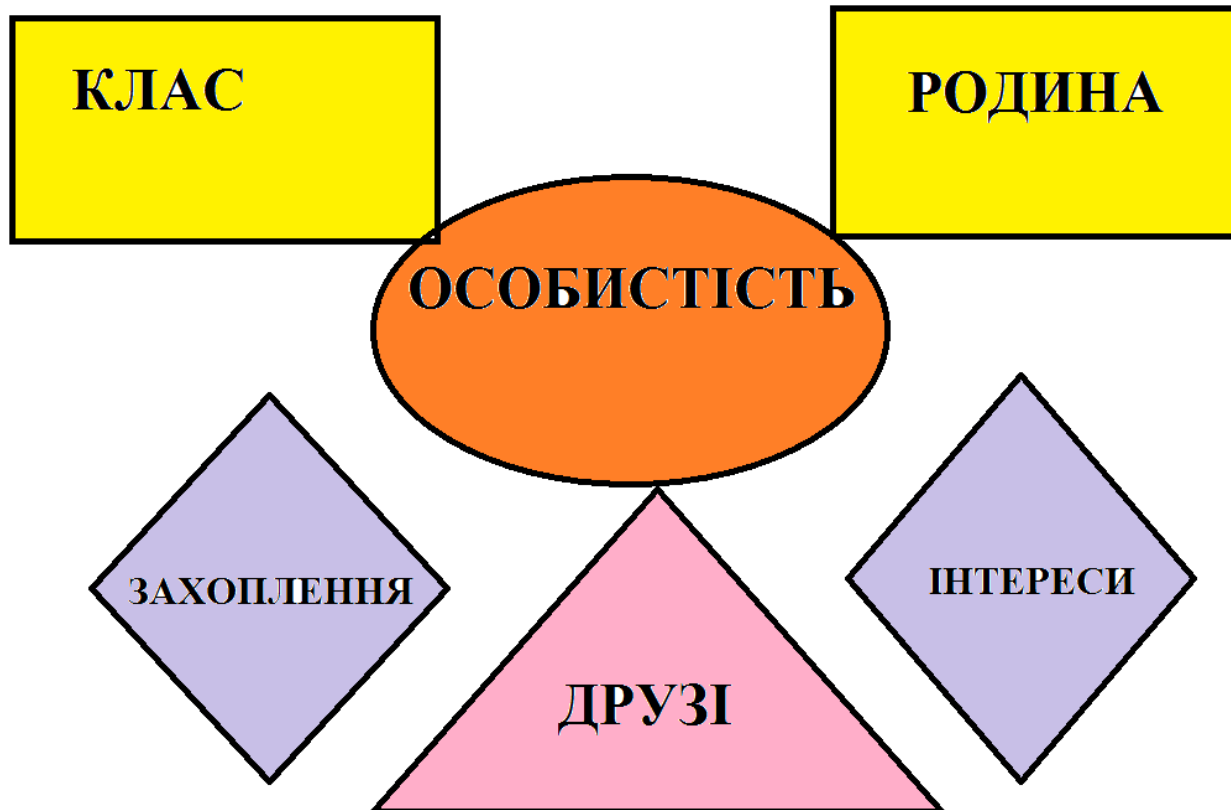 КЛАС
РОДИНА
ОСОБИСТІСТЬ
ЗАХОПЛЕННЯ
ІНТЕРЕСИ
ДРУЗІ